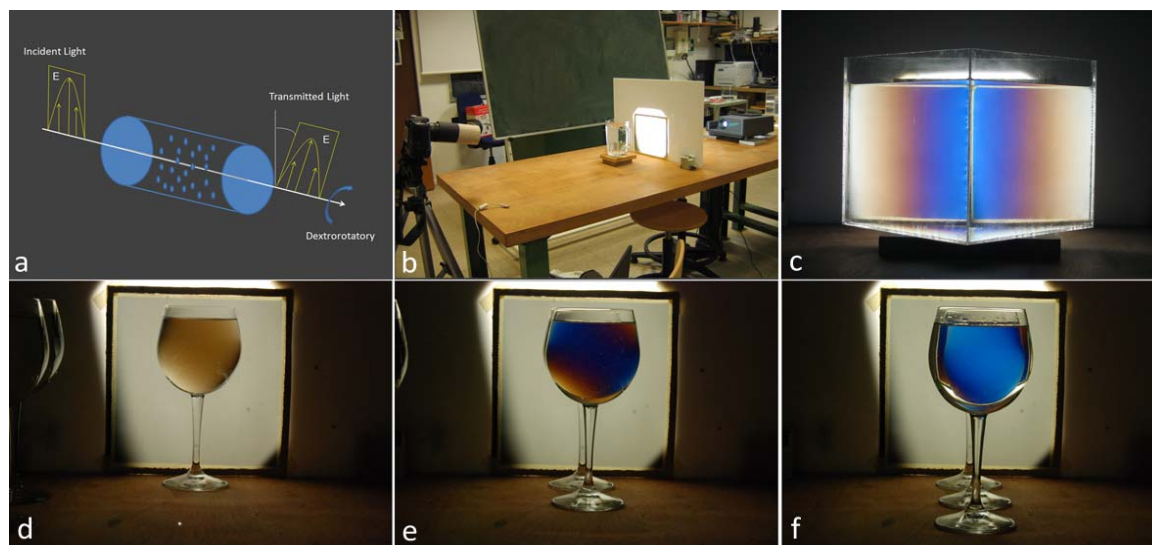 Incident Light
E
Transmitted Light
E
Dextrorotatory
a
b
c
d
e
f